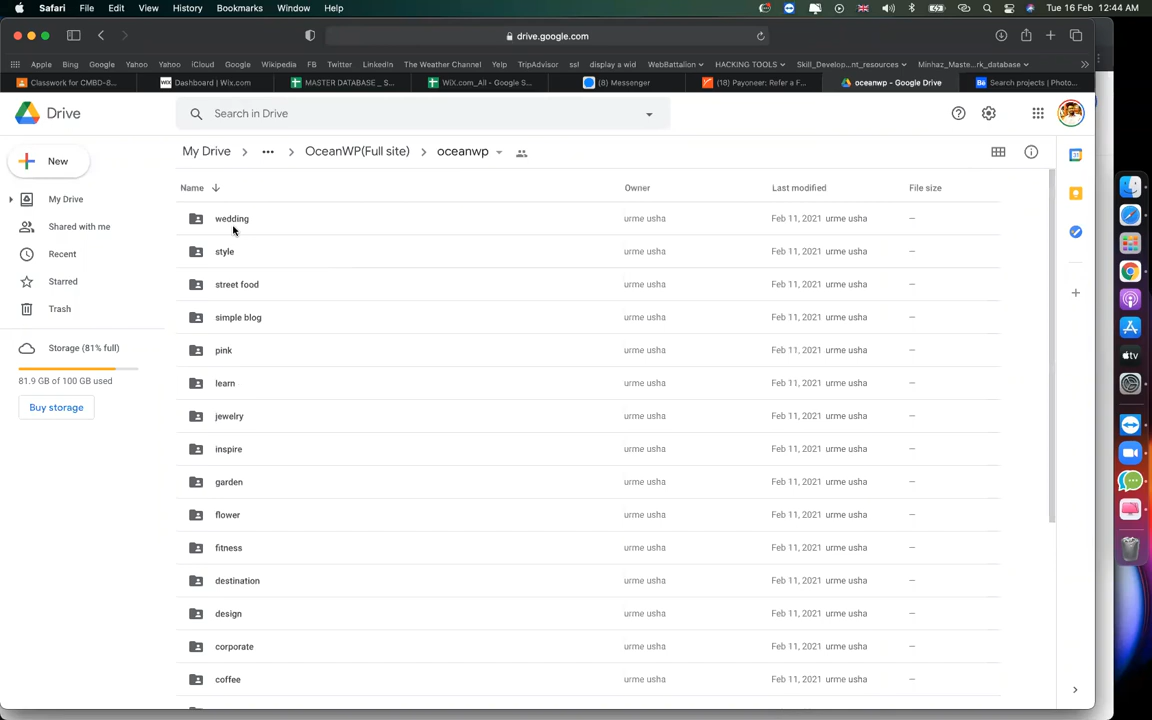 Safari File Edit View History Bookmarks Window Help Tue 16 Feb 12:44 AM
drive.google.com
Apple Bing Google Yahoo Yahoo iCloud Google Wikipedia FB Twitter LinkedIn The Weather Channel Yelp TripAdvisor ssl display a wid WebBattalion HACKING TOOLS Skill_Develop...nt_resources Minhaz_Maste...rk_database
Classwork for CMBD-8... Dashboard | Wix.com MASTER DATABASE _ S... WiX.com_All - Google S... (8) Messenger (18) Payoneer: Refer a F... oceanwp - Google Drive Search projects | Photo...
Drive Search in Drive
New
My Drive OceanWP(Full site) oceanwp
My Drive
Shared with me
Recent
Starred
Trash
Storage (81% full)
81.9 GB of 100 GB used
Buy storage
Name Owner Last modified File size
wedding urme usha Feb 11, 2021 urme usha –
style urme usha Feb 11, 2021 urme usha –
street food urme usha Feb 11, 2021 urme usha –
simple blog urme usha Feb 11, 2021 urme usha –
pink urme usha Feb 11, 2021 urme usha –
learn urme usha Feb 11, 2021 urme usha –
jewelry urme usha Feb 11, 2021 urme usha –
inspire urme usha Feb 11, 2021 urme usha –
garden urme usha Feb 11, 2021 urme usha –
flower urme usha Feb 11, 2021 urme usha –
fitness urme usha Feb 11, 2021 urme usha –
destination urme usha Feb 11, 2021 urme usha –
design urme usha Feb 11, 2021 urme usha –
corporate urme usha Feb 11, 2021 urme usha –
coffee urme usha Feb 11, 2021 urme usha –